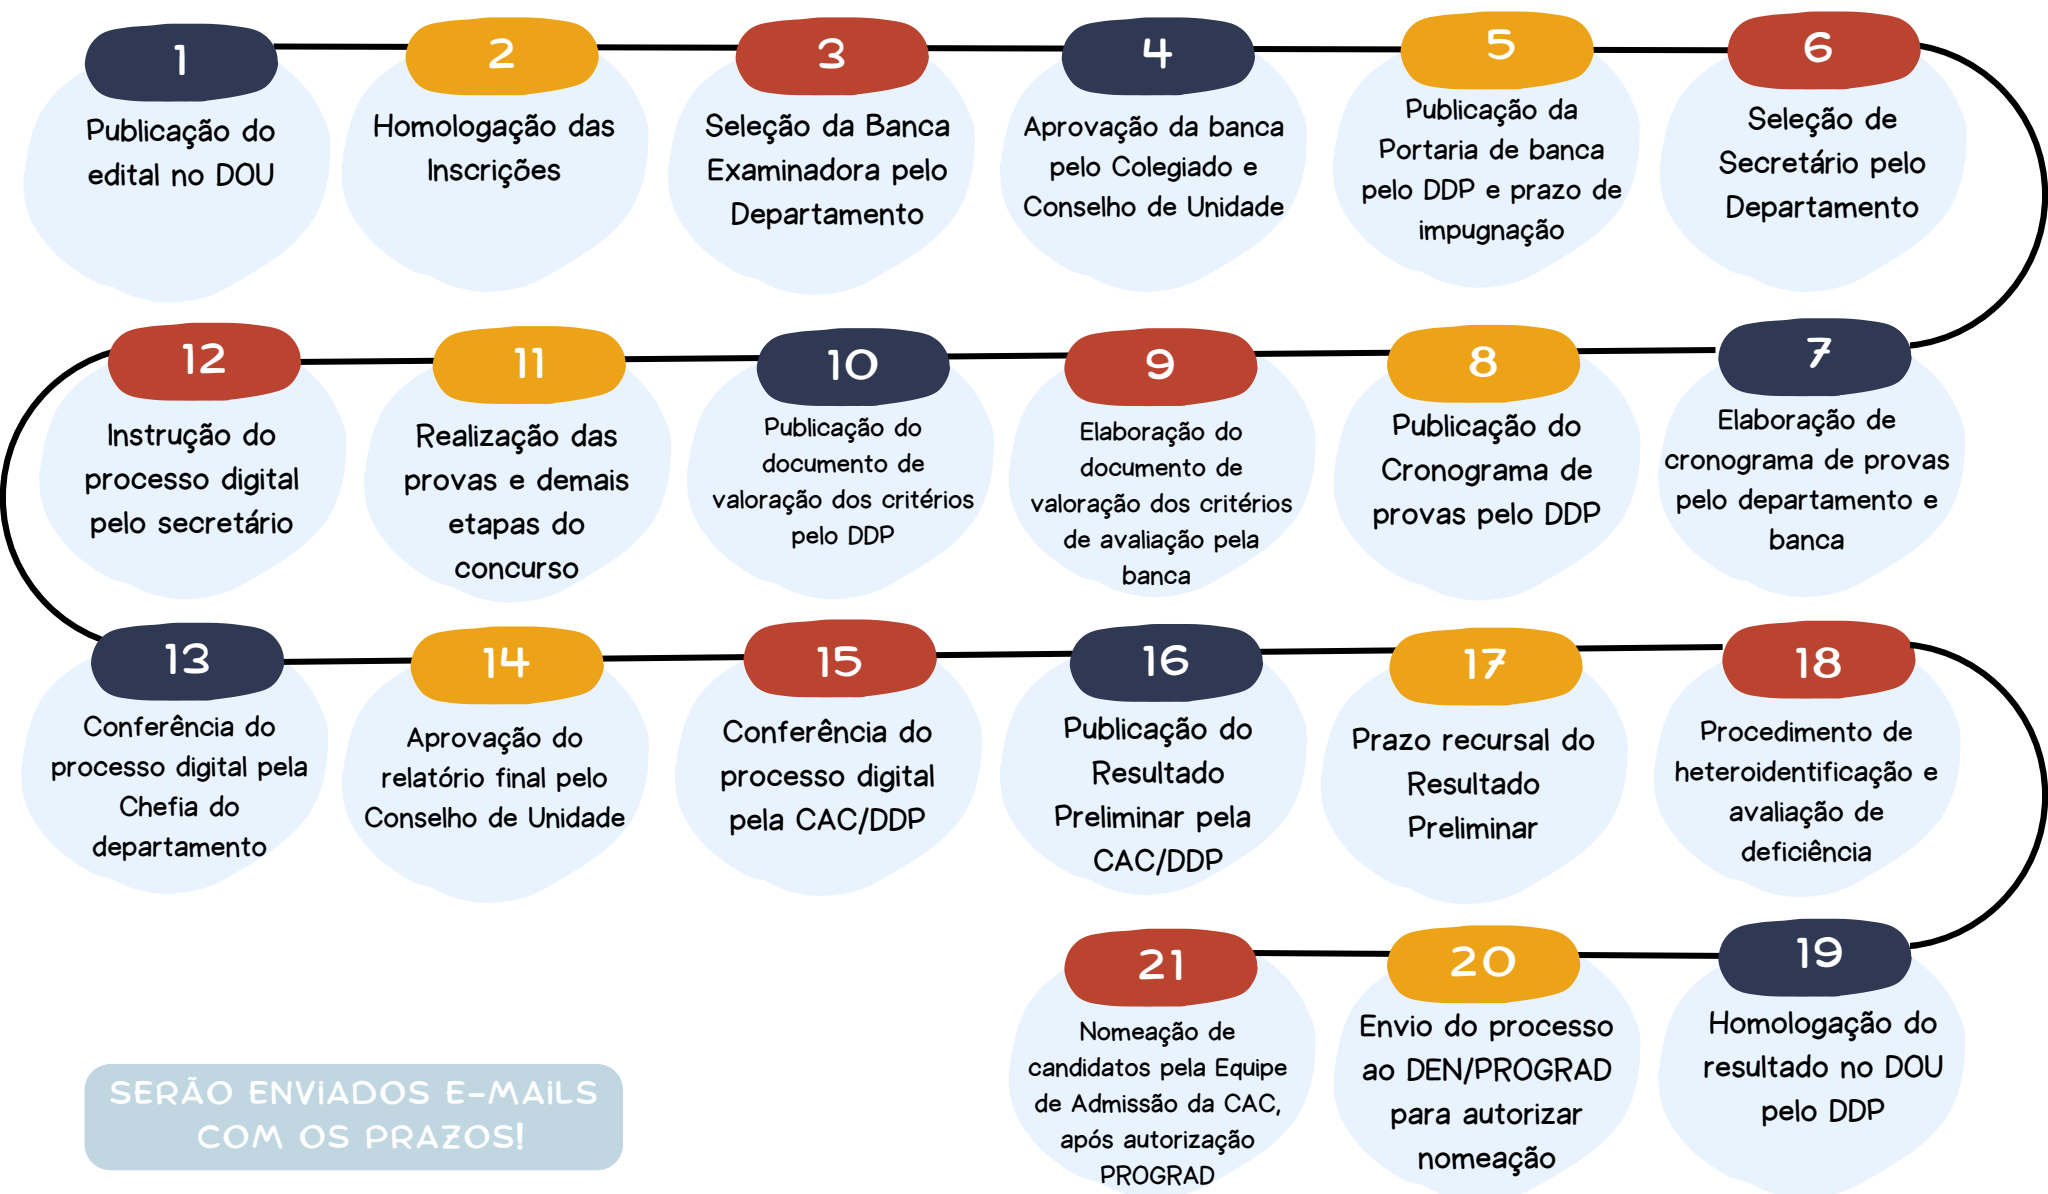 1
Publicação do
edital no DOU
2
Homologação das
Inscrições
3
Seleção da Banca
Examinadora pelo
Departamento
4
Aprovação da banca
pelo Colegiado e
Conselho de Unidade
5
Publicação da
Portaria de banca
pelo DDP e prazo de
impugnação
6
Seleção de
Secretário pelo
Departamento
7
Elaboração de
cronograma de provas
pelo departamento e
banca
8
Publicação do
Cronograma de
provas pelo DDP
9
Elaboração do
documento de
valoração dos critérios
de avaliação pela
banca
10
Publicação do
documento de
valoração dos critérios
pelo DDP
11
Realização das
provas e demais
etapas do
concurso
12
Instrução do
processo digital
pelo secretário
13
Conferência do
processo digital pela
Chefia do
departamento
14
Aprovação do
relatório final pelo
Conselho de Unidade
15
Conferência do
processo digital
pela CAC/DDP
16
Publicação do
Resultado
Preliminar pela
CAC/DDP
17
Prazo recursal do
Resultado
Preliminar
18
Procedimento de
heteroidentificação e
avaliação de
deficiência
19
Homologação do
resultado no DOU
pelo DDP
20
Envio do processo
ao DEN/PROGRAD
para autorizar
nomeação
21
Nomeação de
candidatos pela Equipe
de Admissão da CAC,
após autorização
PROGRAD
SERÃO ENVIADOS E-MAILS
COM OS PRAZOS!